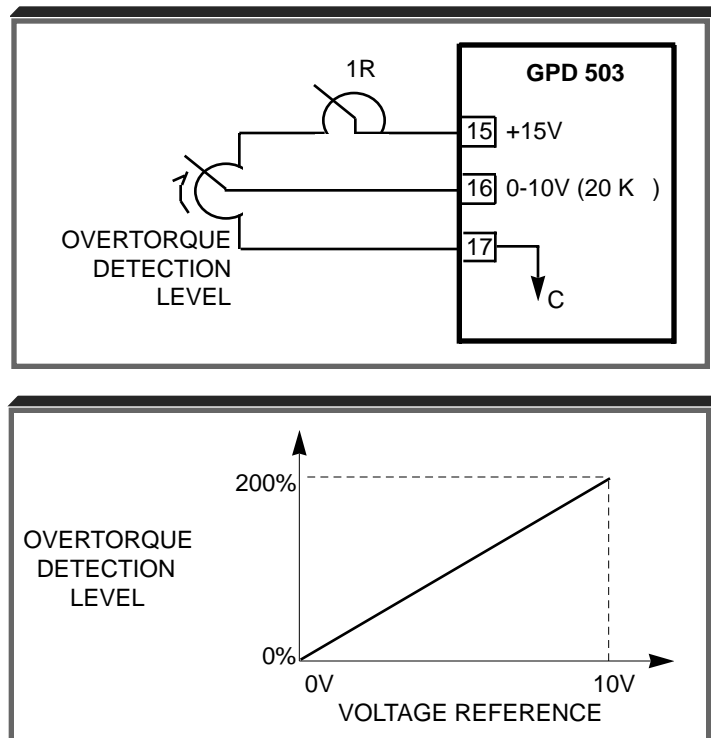 1R
GPD 503
15 +15V
16 0-10V (20 K )
OVERTORQUE
DETECTION
LEVEL
17
C
200%
OVERTORQUE
DETECTION
LEVEL
0%
0V 10V
VOLTAGE REFERENCE